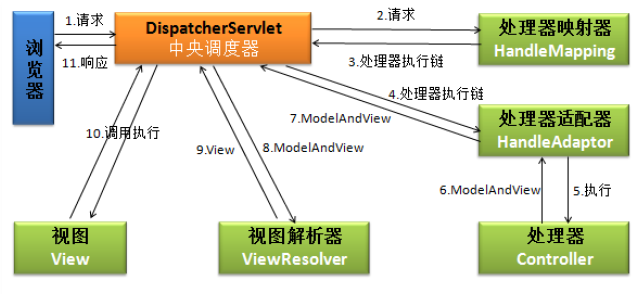 1.请求
2.请求
浏览器
DispatcherServlet
中央调度器
处理器映射器
HandleMapping
11.响应
3.处理器执行链
4.处理器执行链
7.ModelAndView
处理器适配器
HandleAdaptor
10.调用执行
9.View
8.ModelAndView
6.ModelAndView
5.执行
视图
View
视图解析器
ViewResolver
处理器
Controller